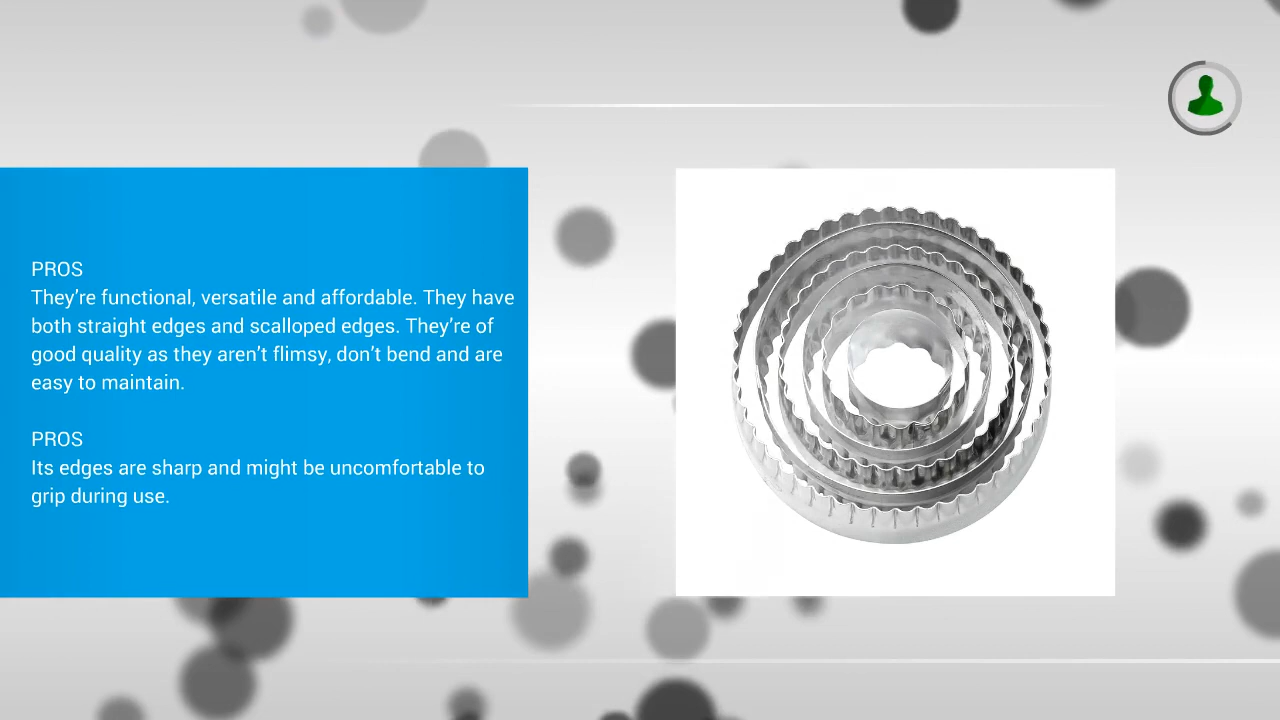 PROS
They’re functional, versatile and affordable. They have
both straight edges and scalloped edges. They’re of
good quality as they aren’t flimsy, don’t bend and are
easy to maintain.
PROS
Its edges are sharp and might be uncomfortable to
grip during use.